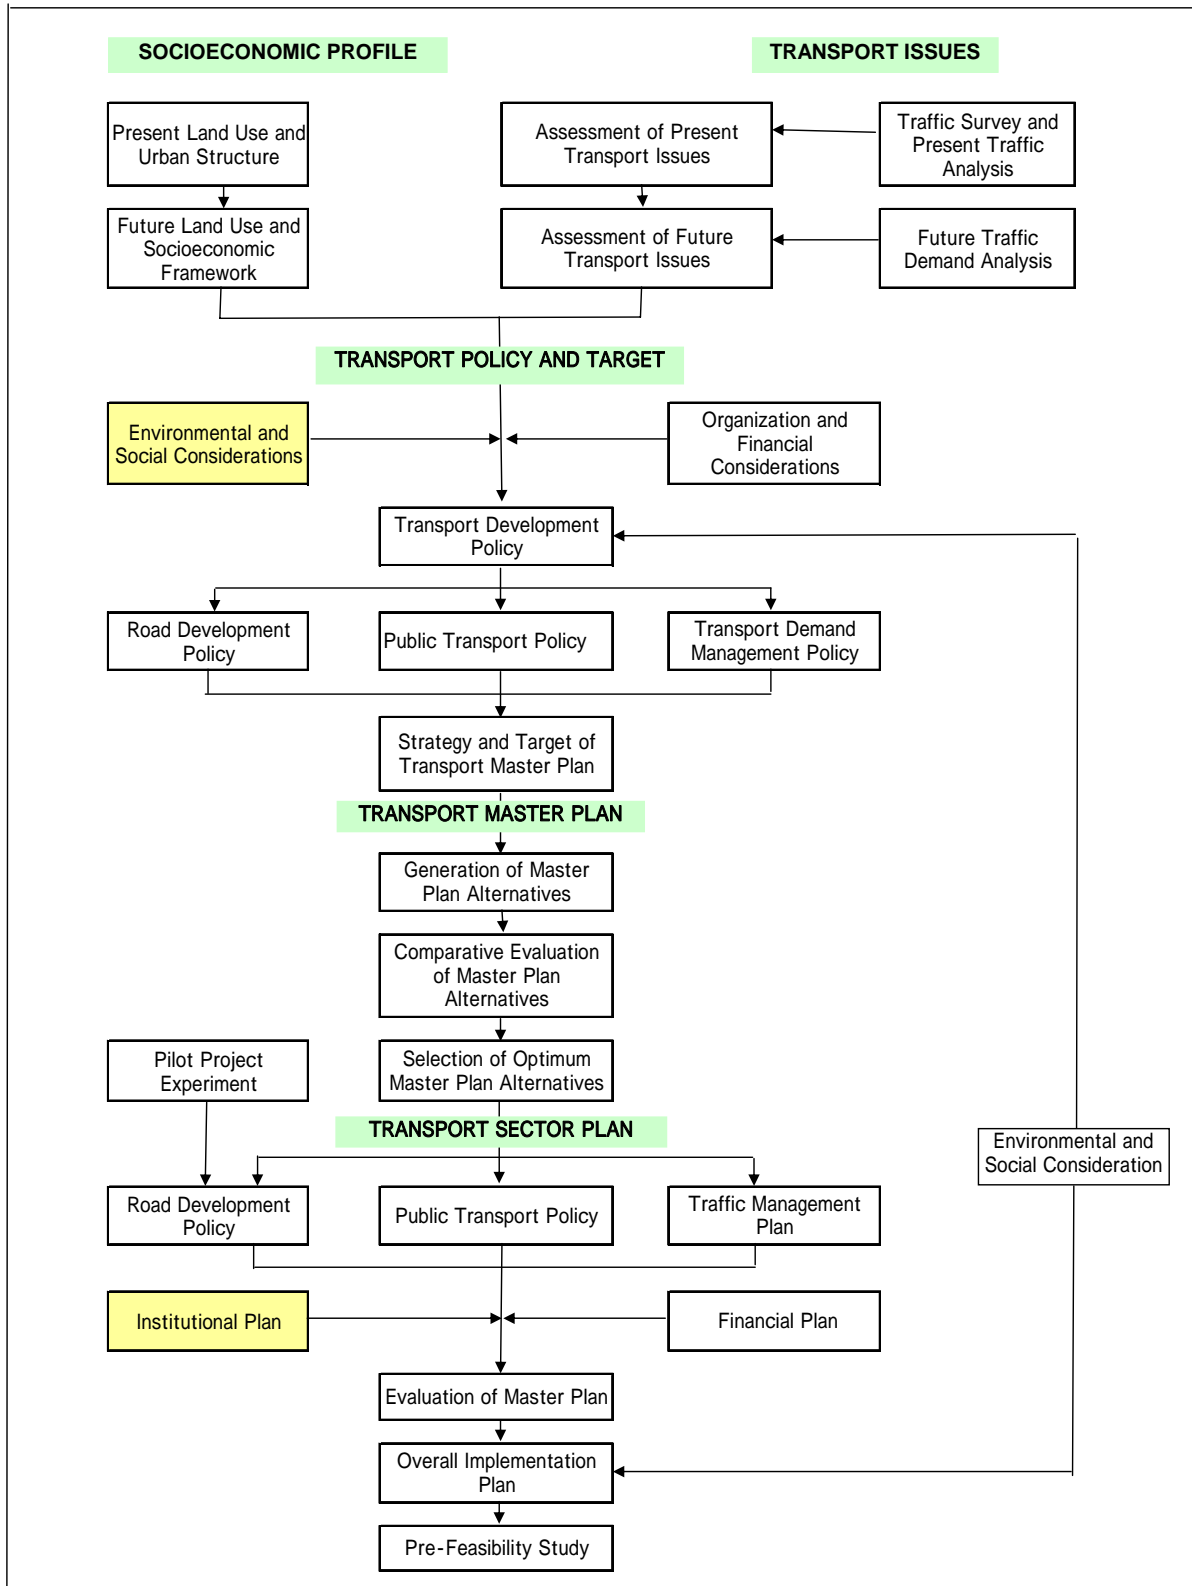 SOCIOECONOMIC PROFILE
TRANSPORT ISSUES
Present Land Use and
Urban Structure
Assessment of Present
Transport Issues
Traffic Survey and
Present Traffic
Analysis
Future Land Use and
Socioeconomic
Framework
Assessment of Future
Transport Issues
Future Traffic
Demand Analysis
TRANSPORT POLICY AND TARGET
Environmental and
Social Considerations
Organization and
Financial
Considerations
Transport Development
Policy
Road Development
Policy
Public Transport Policy
Transport Demand
Management Policy
Strategy and Target of
Transport Master Plan
TRANSPORT MASTER PLAN
Generation of Master
Plan Alternatives
Comparative Evaluation
of Master Plan
Alternatives
Pilot Project
Experiment
Selection of Optimum
Master Plan Alternatives
TRANSPORT SECTOR PLAN
Environmental and
Social Consideration
Road Development
Policy
Public Transport Policy
Traffic Management
Plan
Institutional Plan
Financial Plan
Evaluation of Master Plan
Overall Implementation
Plan
Pre-Feasibility Study